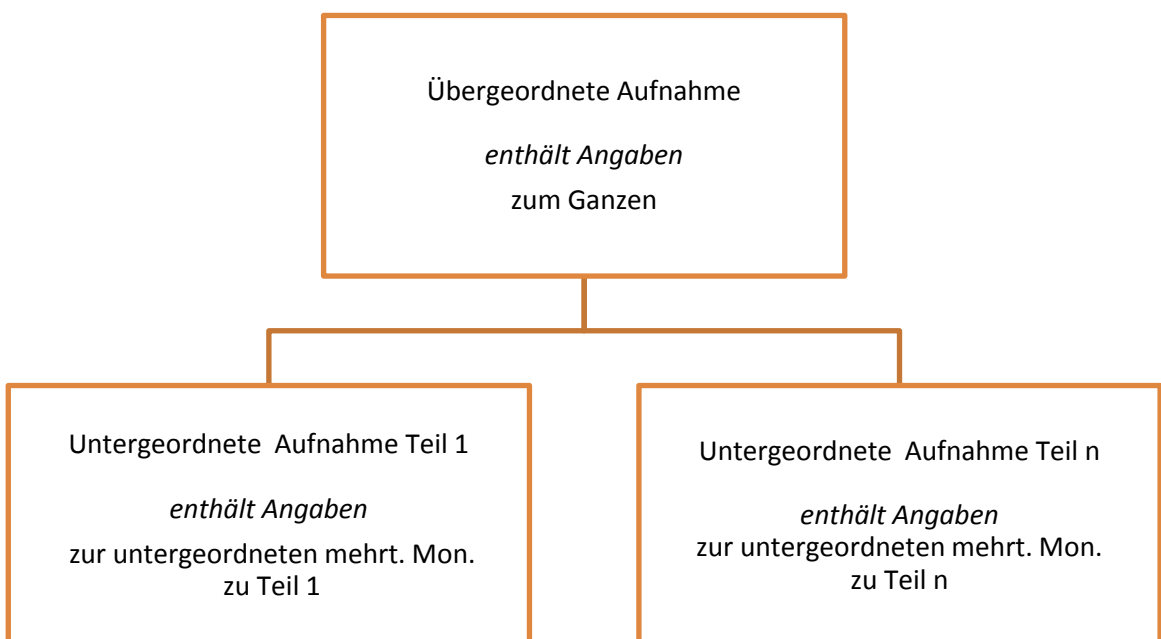 Übergeordnete Aufnahme
enthält Angaben
zum Ganzen
Untergeordnete Aufnahme Teil 1
enthält Angaben
zur untergeordneten mehrt. Mon.
zu Teil 1
Untergeordnete Aufnahme Teil n
enthält Angaben
zur untergeordneten mehrt. Mon.
zu Teil n